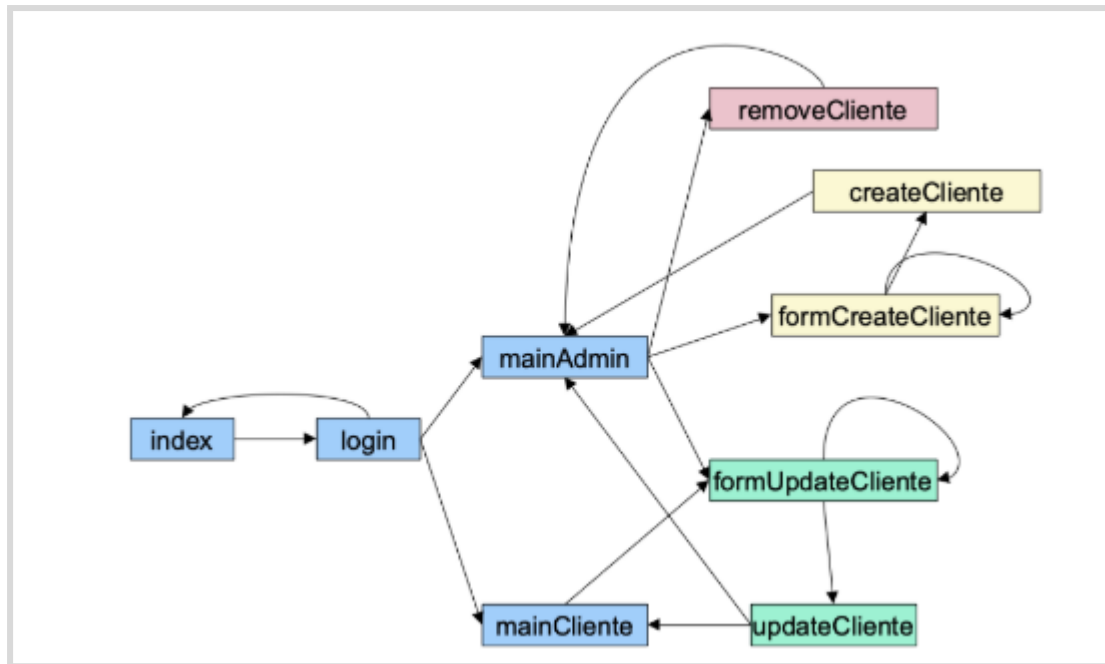 removeCliente
createCliente
formCreateCliente
mainAdmin
index
login
formUpdateCliente
mainCliente
updateCliente